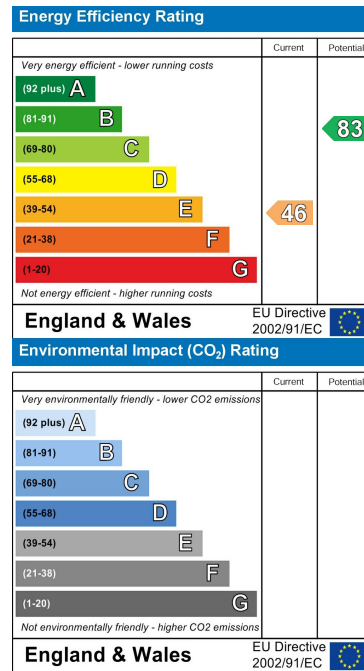 Energy Efficiency Rating
Current Potential
Very energy efficient - lower running costs
(92 plus) A
(81-91) B
83
(69-80) C
(55-68) D
(39-54) E
46
(21-38) F
(1-20) G
Not energy efficient - higher running costs
England & Wales
EU Directive
2002/91/EC
Environmental Impact (CO₂) Rating
Current Potential
Very environmentally friendly - lower CO2 emissions
(92 plus) A
(81-91) B
(69-80) C
(55-68) D
(39-54) E
(21-38) F
(1-20) G
Not environmentally friendly - higher CO2 emissions
England & Wales
EU Directive
2002/91/EC